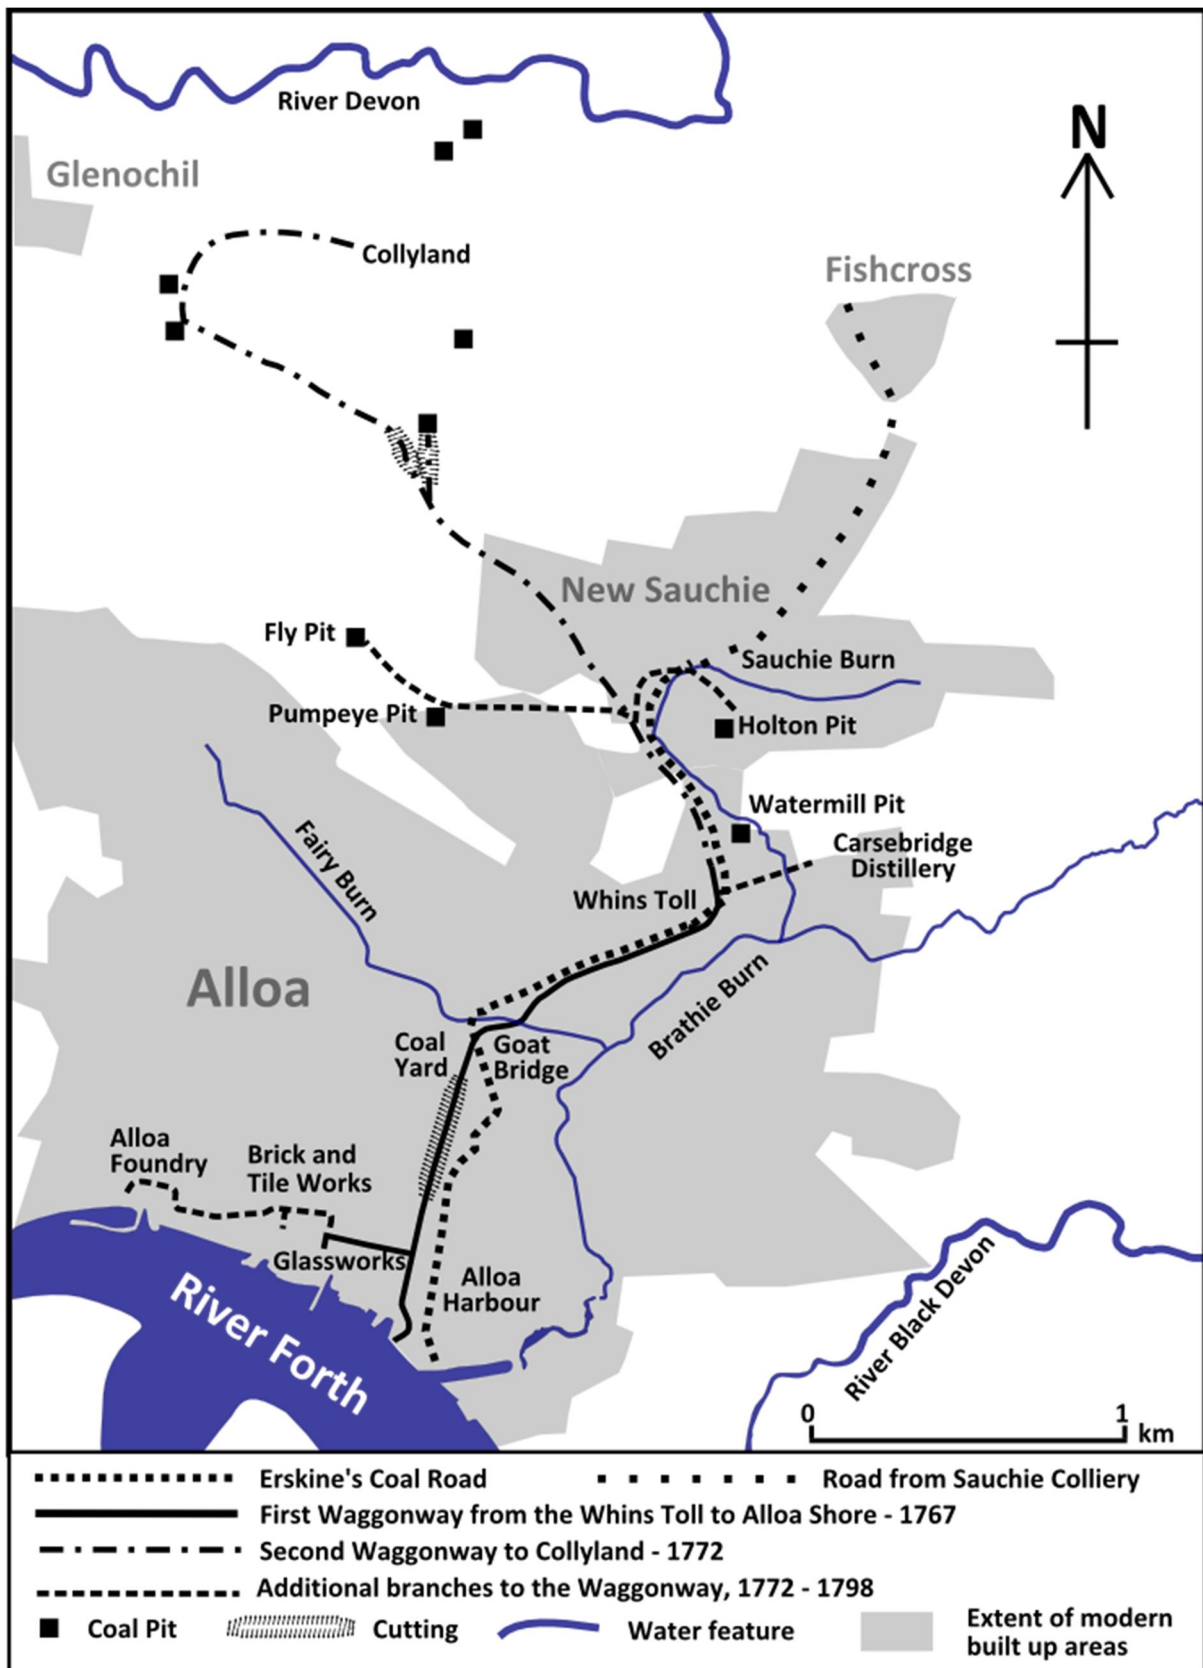 River Devon
N
Glenochil
Collyland
Fishcross
New Sauchie
Fly Pit
Sauchie Burn
Pumpeye Pit
Holton Pit
Watermill Pit
Fairy Burn
Carsebridge
Distillery
Whins Toll
Alloa
Brathie Burn
Coal
Yard
Goat
Bridge
Alloa
Foundry
Brick and
Tile Works
Glassworks
Alloa
Harbour
River Forth
River Black Devon
0 1
km
Erskine's Coal Road
Road from Sauchie Colliery
First Waggonway from the Whins Toll to Alloa Shore - 1767
Second Waggonway to Collyland - 1772
Additional branches to the Waggonway, 1772 - 1798
Coal Pit
Cutting
Water feature
Extent of modern
built up areas